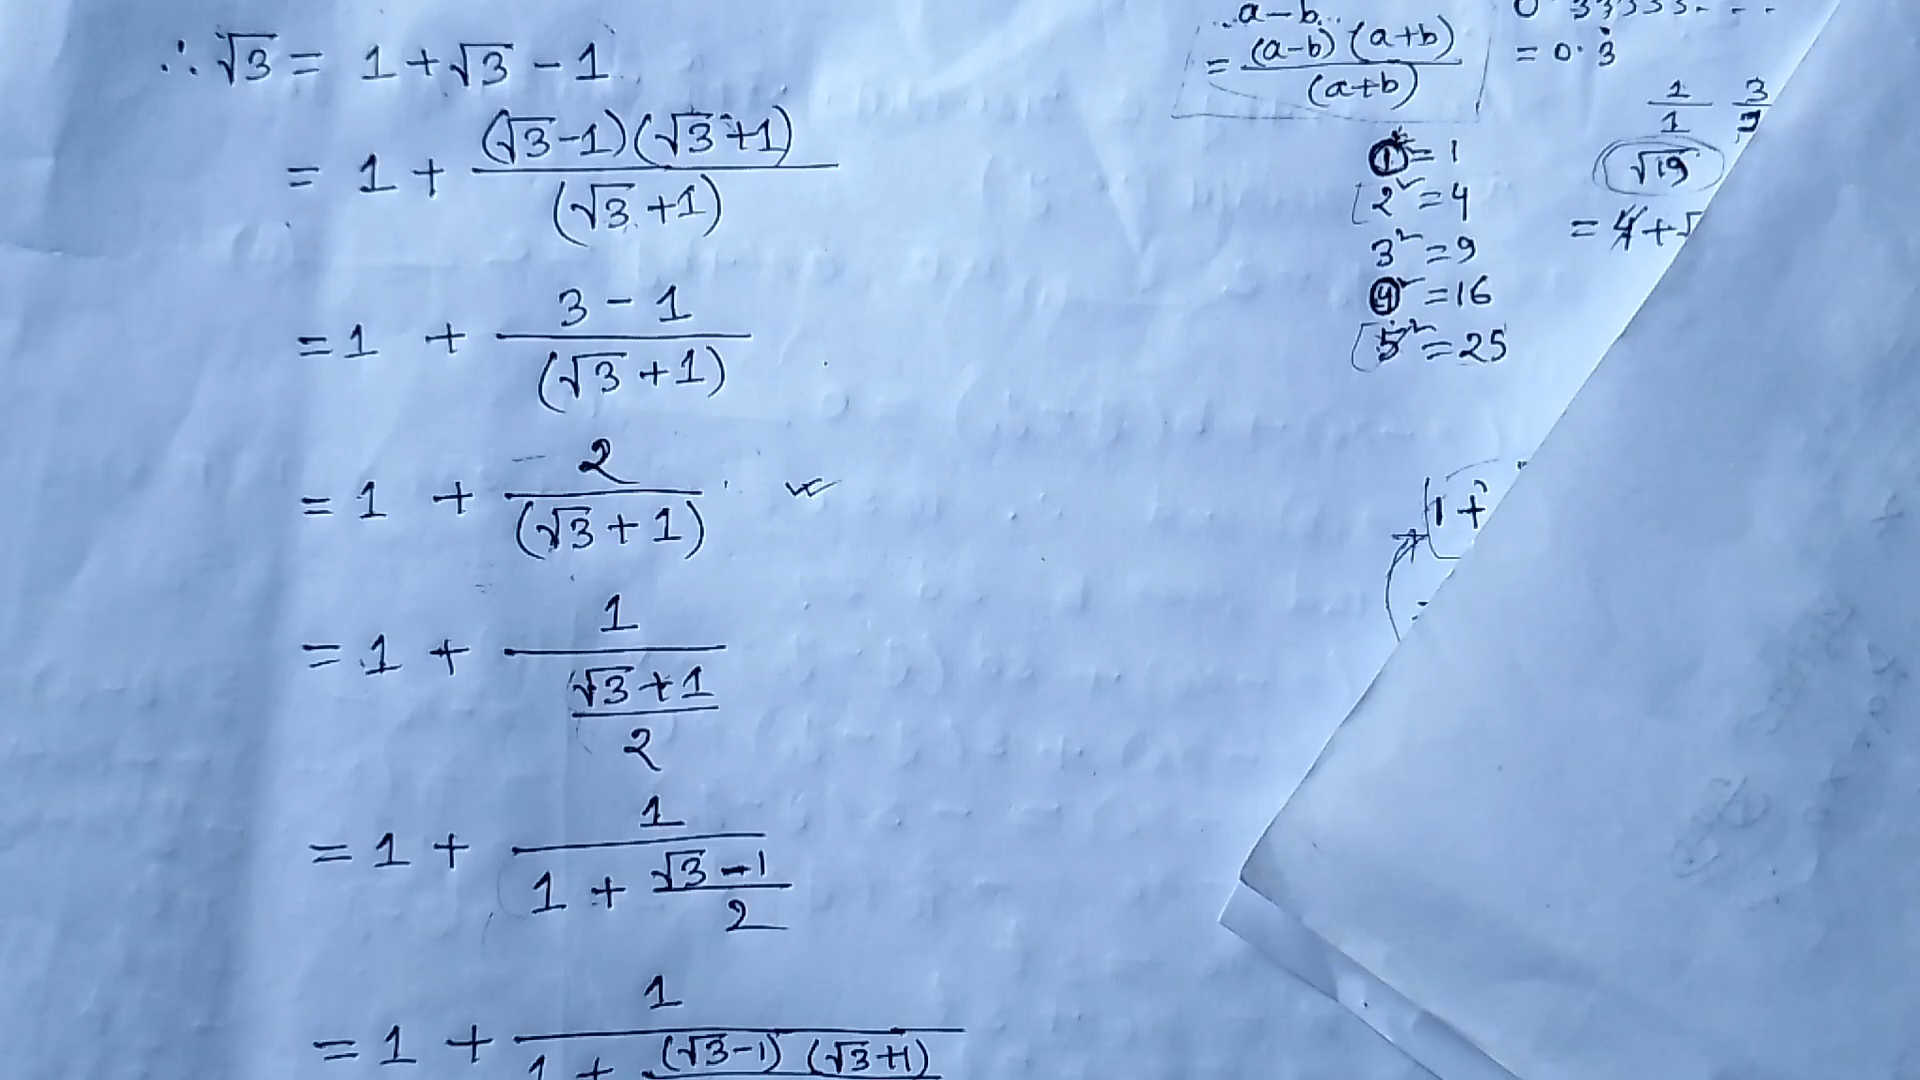 ∴ √3 = 1 + √3 - 1
= 1 + (√3-1)(√3+1) / (√3+1)
= 1 + 3 - 1 / (√3+1)
= 1 + 2 / (√3+1)
= 1 + 1 / (√3+1 / 2)
= 1 + 1 / (1 + √3-1 / 2)
= 1 + 1 / (1 + (√3-1)(√3+1)
a-b
= (a-b)(a+b) / (a+b)
0.33333...
= 0.3̇
1/1 3
1² = 1
2² = 4
3² = 9
4² = 16
5² = 25
√19
= 4+√
1+